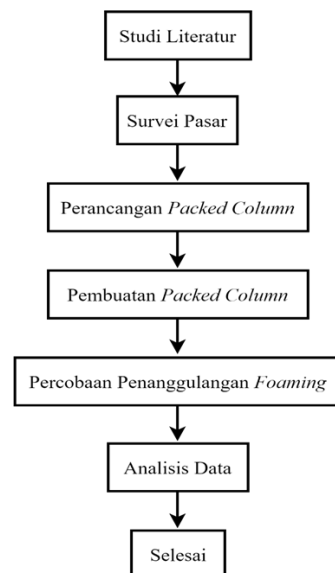 Studi Literatur
Survei Pasar
Perancangan Packed Column
Pembuatan Packed Column
Percobaan Penanggulangan Foaming
Analisis Data
Selesai